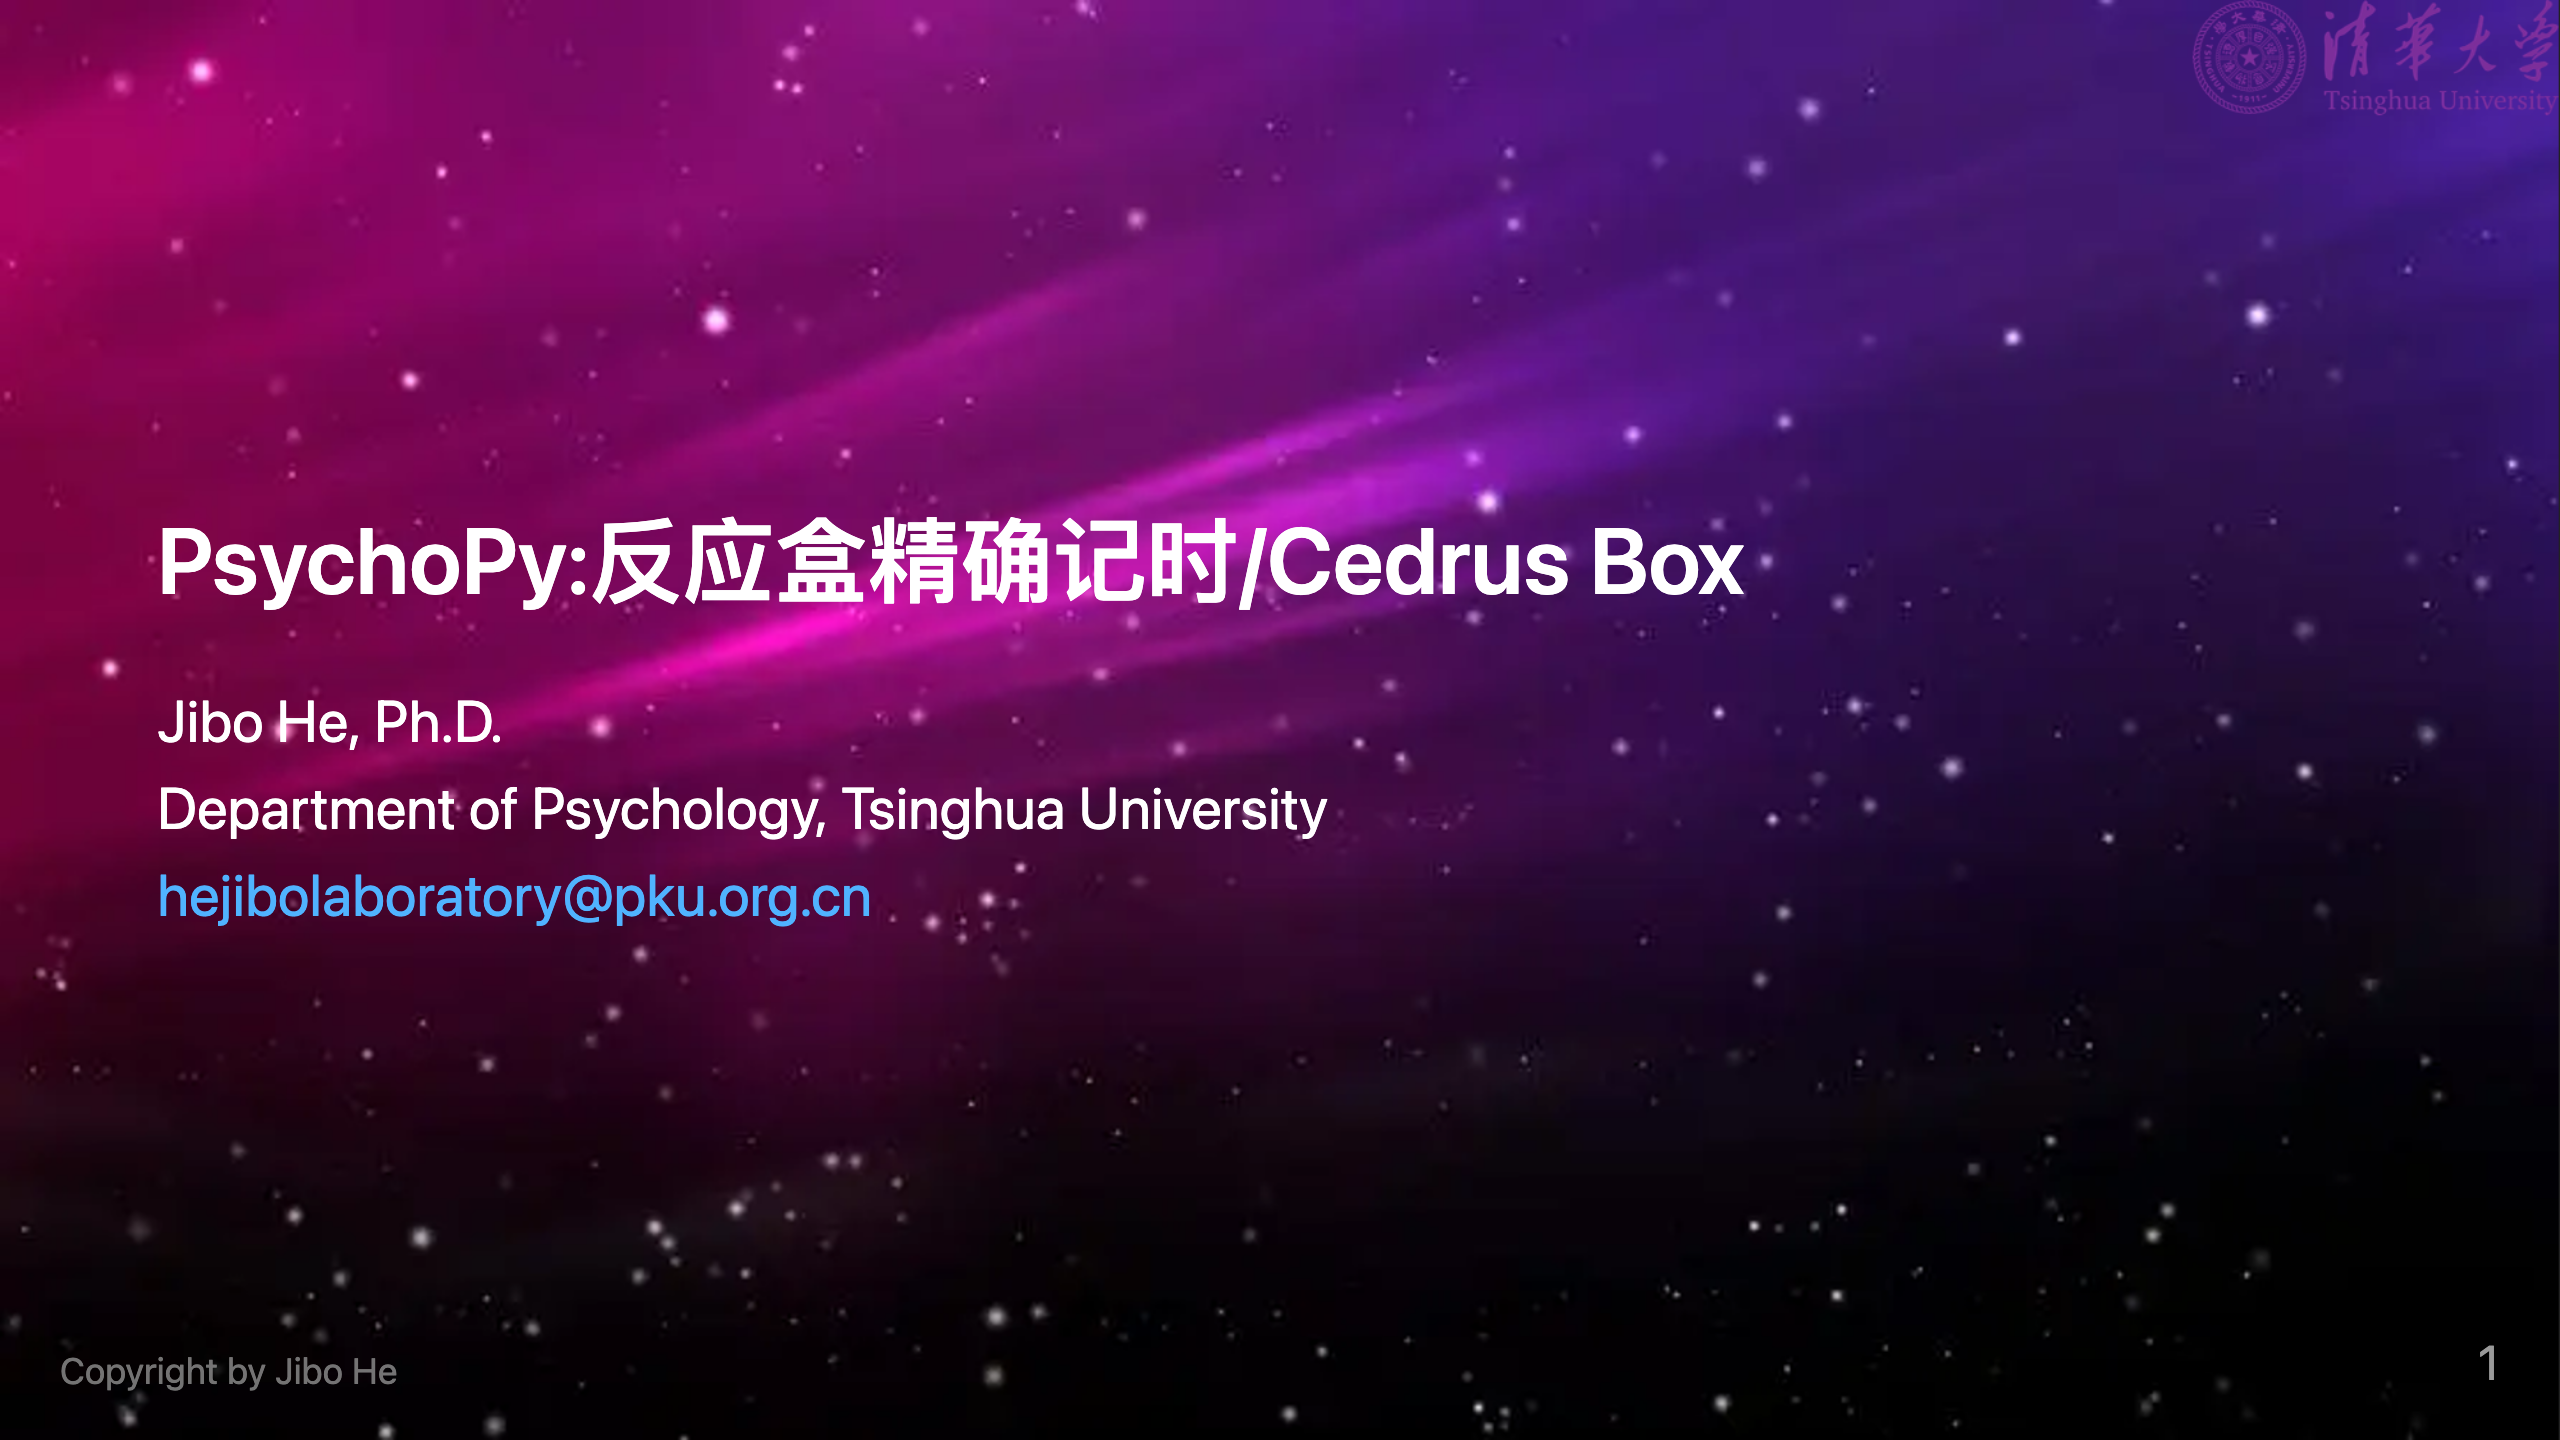 清華大学
Tsinghua University
PsychoPy:反应盒精确记时/Cedrus Box
Jibo He, Ph.D.
Department of Psychology, Tsinghua University
hejibolaboratory@pku.org.cn
Copyright by Jibo He
1